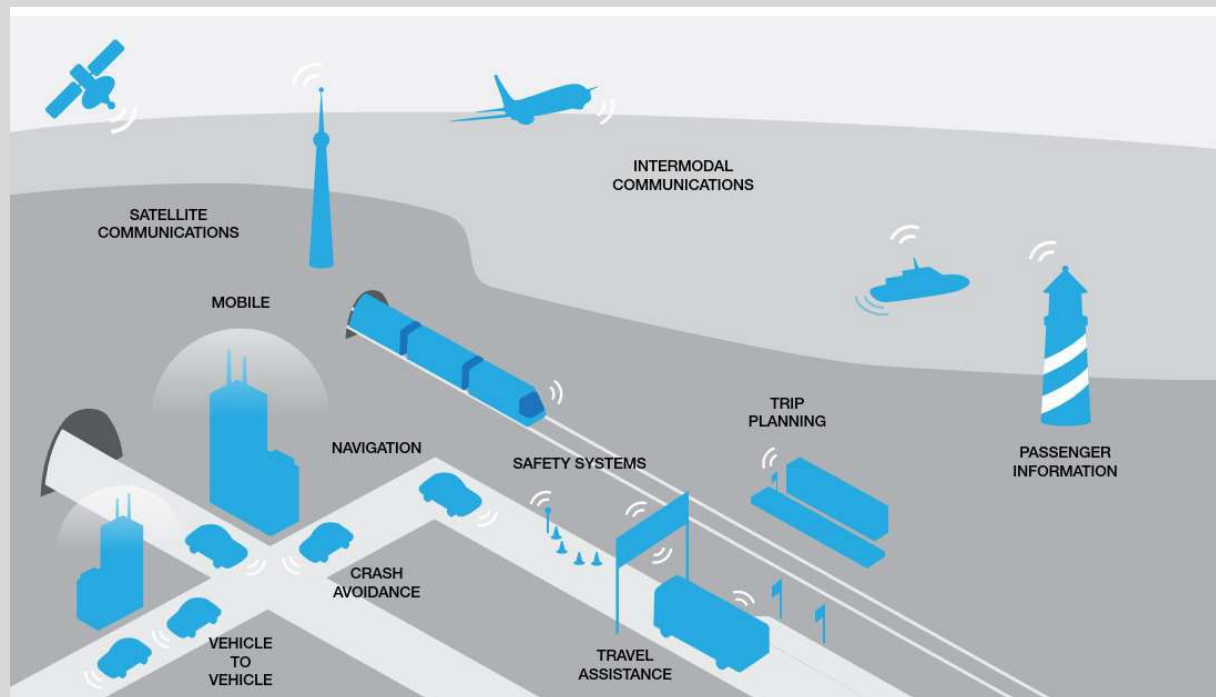 INTERMODAL
COMMUNICATIONS
SATELLITE
COMMUNICATIONS
MOBILE
TRIP
PLANNING
NAVIGATION
SAFETY SYSTEMS
PASSENGER
INFORMATION
CRASH
AVOIDANCE
VEHICLE
TO
VEHICLE
TRAVEL
ASSISTANCE